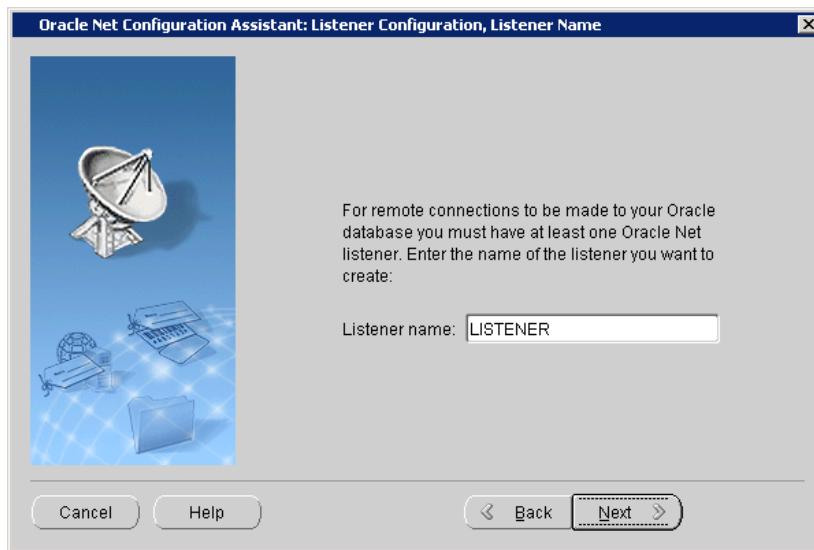 Oracle Net Configuration Assistant: Listener Configuration, Listener Name
For remote connections to be made to your Oracle
database you must have at least one Oracle Net
listener. Enter the name of the listener you want to
create:
Listener name: LISTENER
Cancel Help Back Next